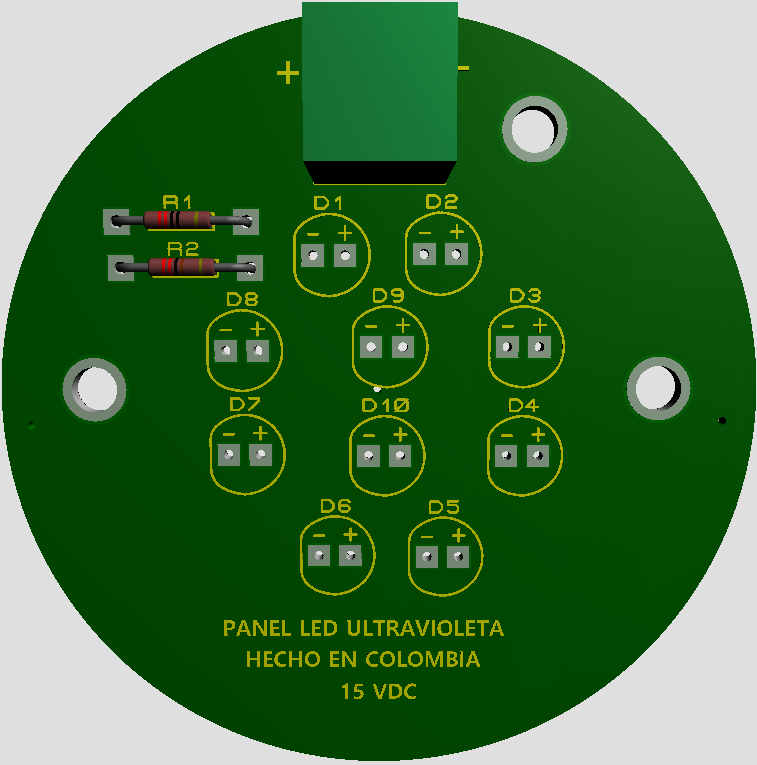 + -
D1 D2
R1
- + - +
R2
D8 D9 D3
- + - + - +
D7 D10 D4
- + - + - +
D6 D5
- + - +
PANEL LED ULTRAVIOLETA
HECHO EN COLOMBIA
15 VDC